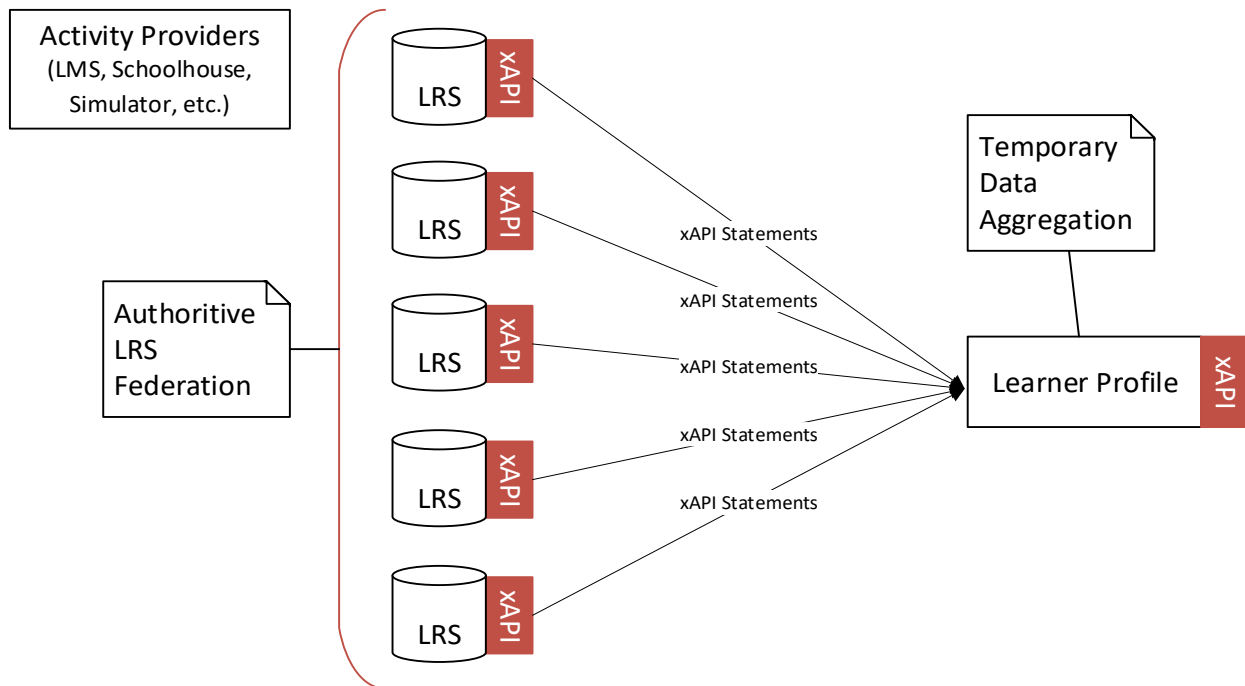 Activity Providers
(LMS, Schoolhouse,
Simulator, etc.)
LRS
xAPI
LRS
xAPI
LRS
xAPI
LRS
xAPI
LRS
xAPI
Authoritive
LRS
Federation
xAPI Statements
xAPI Statements
xAPI Statements
xAPI Statements
xAPI Statements
Temporary
Data
Aggregation
Learner Profile
xAPI